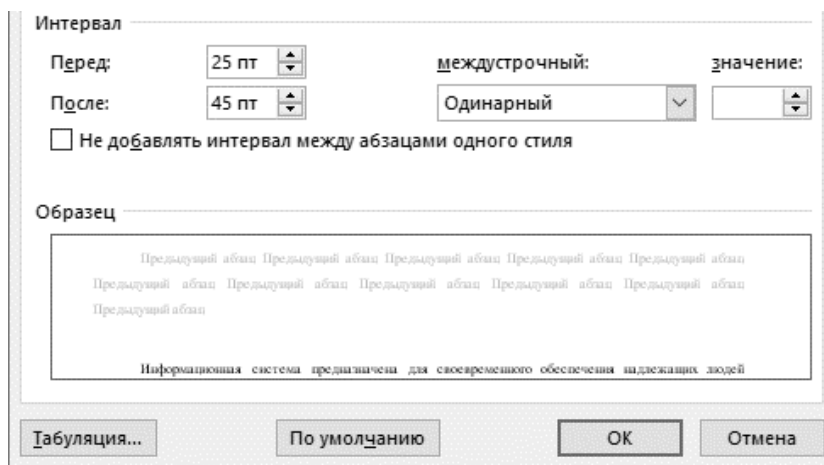 Интервал
Перед: 25 пт междустрочный: значение:
После: 45 пт Одинарный
Не добавлять интервал между абзацами одного стиля
Образец
Предыдущий абзац Предыдущий абзац Предыдущий абзац Предыдущий абзац Предыдущий абзац
Предыдущий абзац Предыдущий абзац Предыдущий абзац Предыдущий абзац Предыдущий абзац
Предыдущий абзац
Информационная система предназначена для своевременного обеспечения надлежащих людей
Табуляция... По умолчанию ОК Отмена